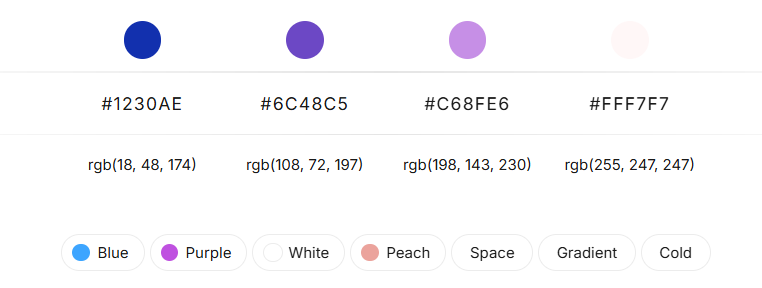 #1230AE #6C48C5 #C68FE6 #FFF7F7
rgb(18, 48, 174) rgb(108, 72, 197) rgb(198, 143, 230) rgb(255, 247, 247)
Blue Purple White Peach Space Gradient Cold